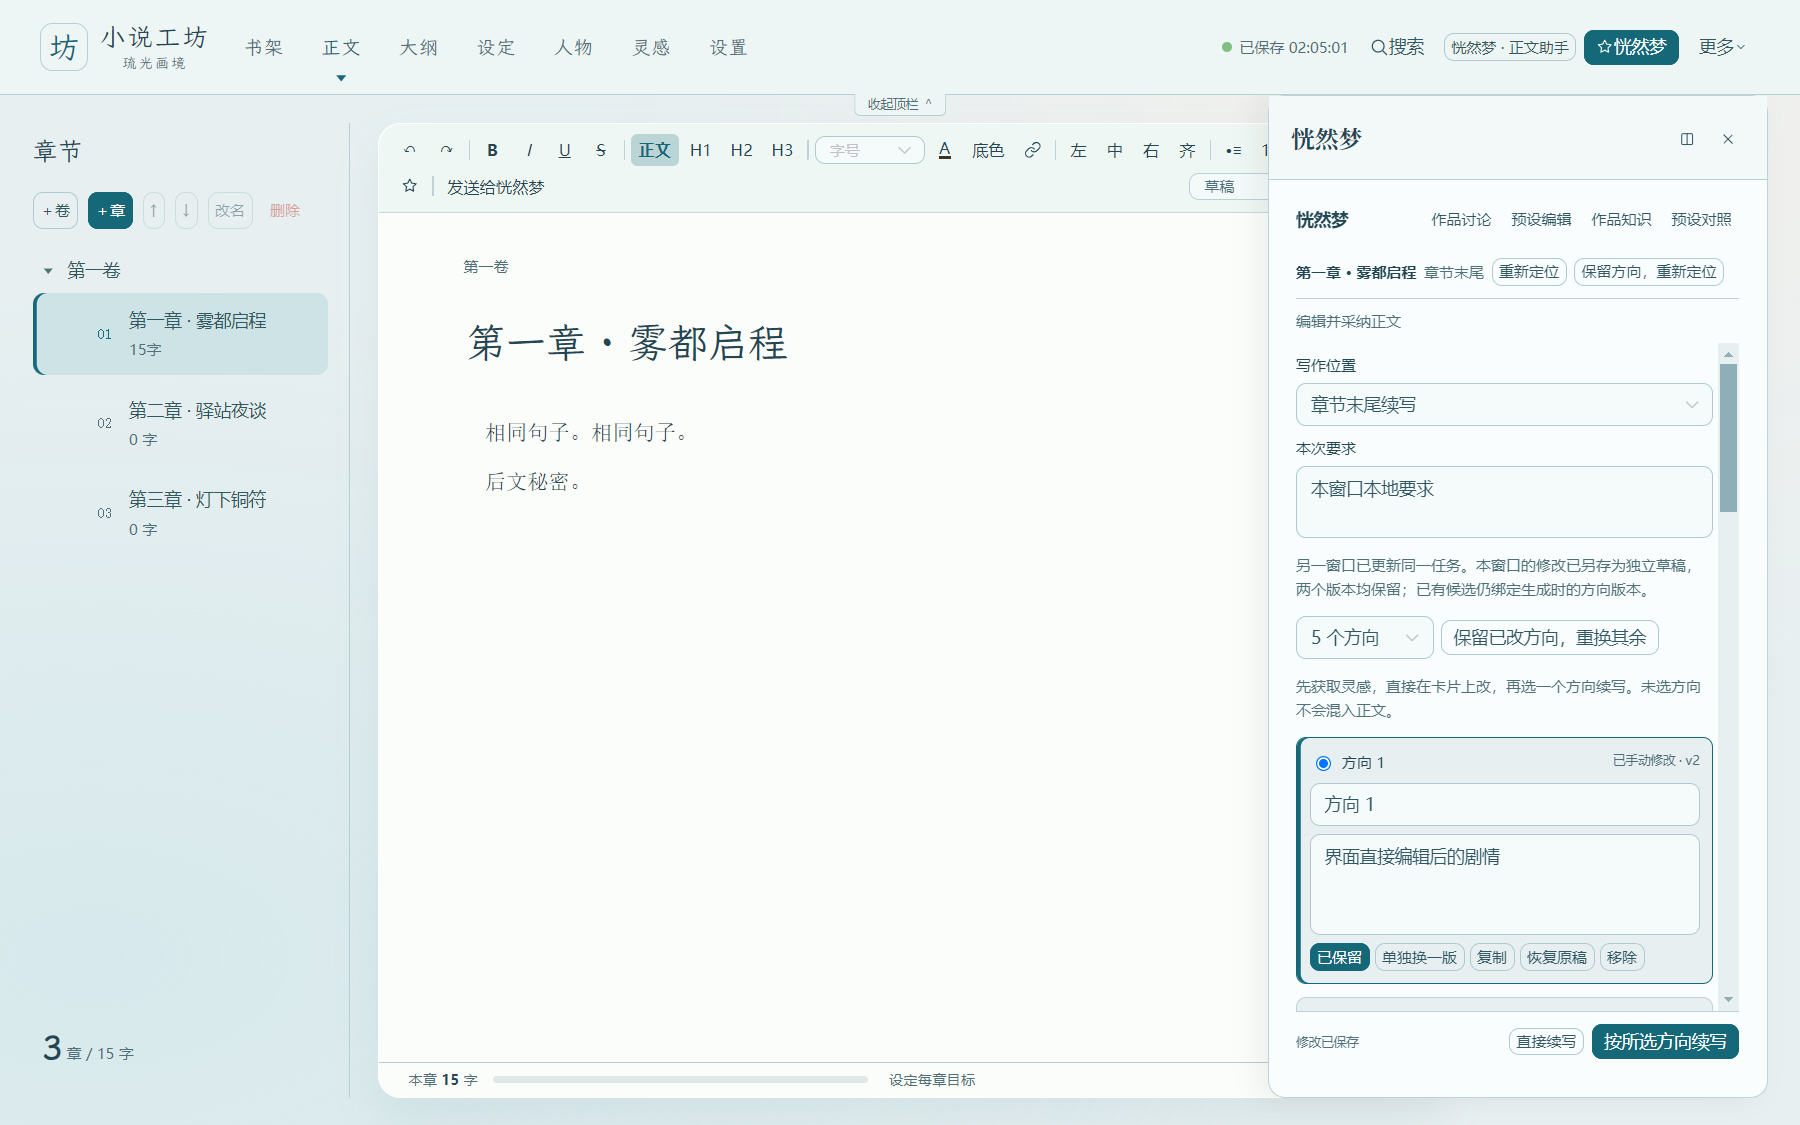 坊
小说工坊
琉光画境
书架 正文 大纲 设定 人物 灵感 设置
已保存 02:05:01 搜索 恍然梦 · 正文助手 恍然梦 更多
收起顶栏 ^
章节
+ 卷 + 章 ↑ ↓ 改名 删除
第一卷
01 第一章 · 雾都启程
15字
02 第二章 · 驿站夜谈
0 字
03 第三章 · 灯下铜符
0 字
3 章 / 15 字
B I U S 正文 H1 H2 H3 字号 A 底色 左 中 右 齐 1
发送给恍然梦 草稿
第一卷
第一章 · 雾都启程
相同句子。相同句子。
后文秘密。
本章 15 字 设定每章目标
恍然梦
恍然梦 作品讨论 预设编辑 作品知识 预设对照
第一章 · 雾都启程 章节末尾 重新定位 保留方向，重新定位
编辑并采纳正文
写作位置
章节末尾续写
本次要求
本窗口本地要求
另一窗口已更新同一任务。本窗口的修改已另存为独立草稿，
两个版本均保留；已有候选仍绑定生成时的方向版本。
5 个方向 保留已改方向，重换其余
先获取灵感，直接在卡片上改，再选一个方向续写。未选方向
不会混入正文。
方向 1 已手动修改 · v2
方向 1
界面直接编辑后的剧情
已保留 单独换一版 复制 恢复原稿 移除
修改已保存 直接续写 按所选方向续写